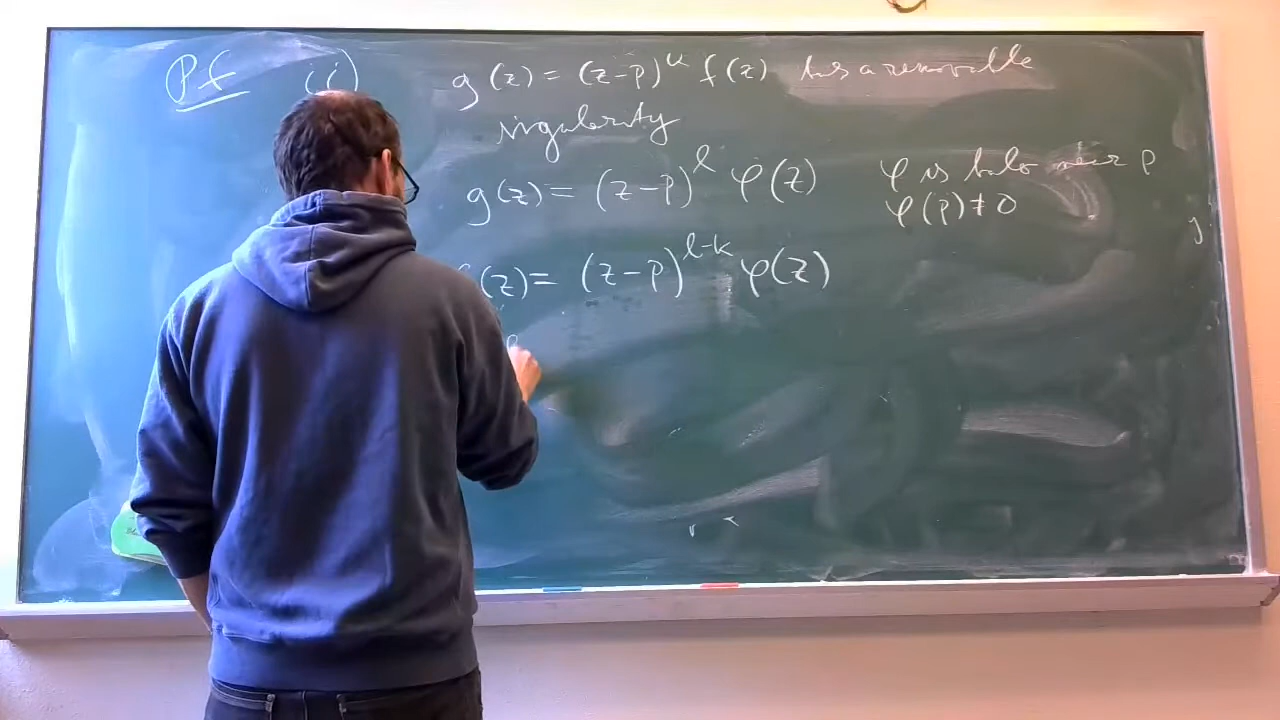 Pf (i) g(z) = (z-p)^k f(z) has a removable
singularity
g(z) = (z-p)^l φ(z) φ is holo near p
φ(p) ≠ 0
(z) = (z-p)^{l-k} φ(z)